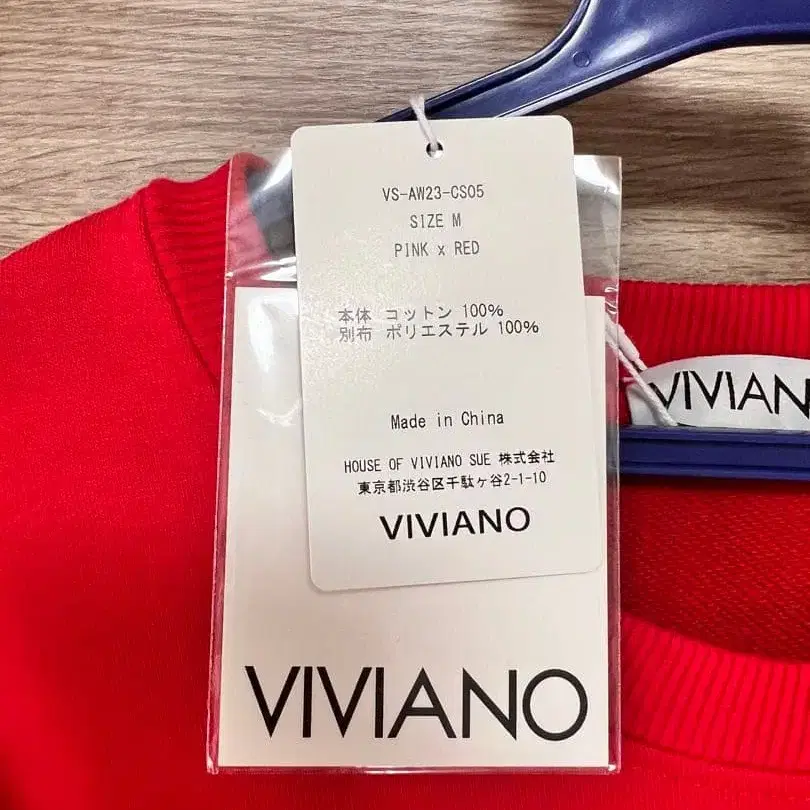 VS-AW23-CS05
SIZE M
PINK x RED
本体 コットン 100%
別布 ポリエステル 100%
Made in China
HOUSE OF VIVIANO SUE 株式会社
東京都渋谷区千駄ヶ谷2-1-10
VIVIANO
VIVIAN
VIVIANO